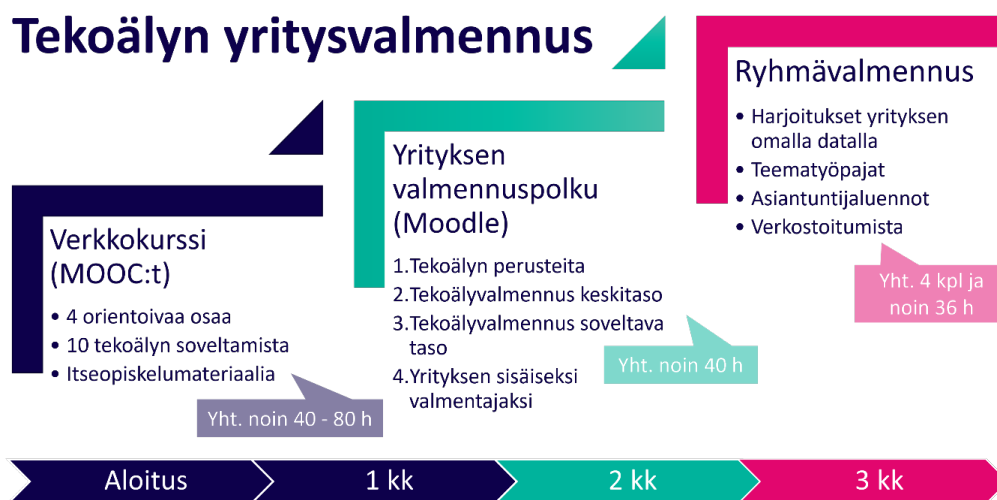 Tekoälyn yritysvalmennus
Verkkokurssi
(MOOC:t)
• 4 orientoivaa osaa
• 10 tekoälyn soveltamista
• Itseopiskelumateriaalia
Yht. noin 40 - 80 h
Yrityksen
valmennuspolku
(Moodle)
1.Tekoälyn perusteita
2.Tekoälyvalmennus keskitaso
3.Tekoälyvalmennus soveltava
taso
4.Yrityksen sisäiseksi
valmentajaksi
Yht. noin 40 h
Ryhmävalmennus
• Harjoitukset yrityksen
omalla datalla
• Teematyöpajat
• Asiantuntijaluennot
• Verkostoitumista
Yht. 4 kpl ja
noin 36 h
Aloitus
1 kk
2 kk
3 kk